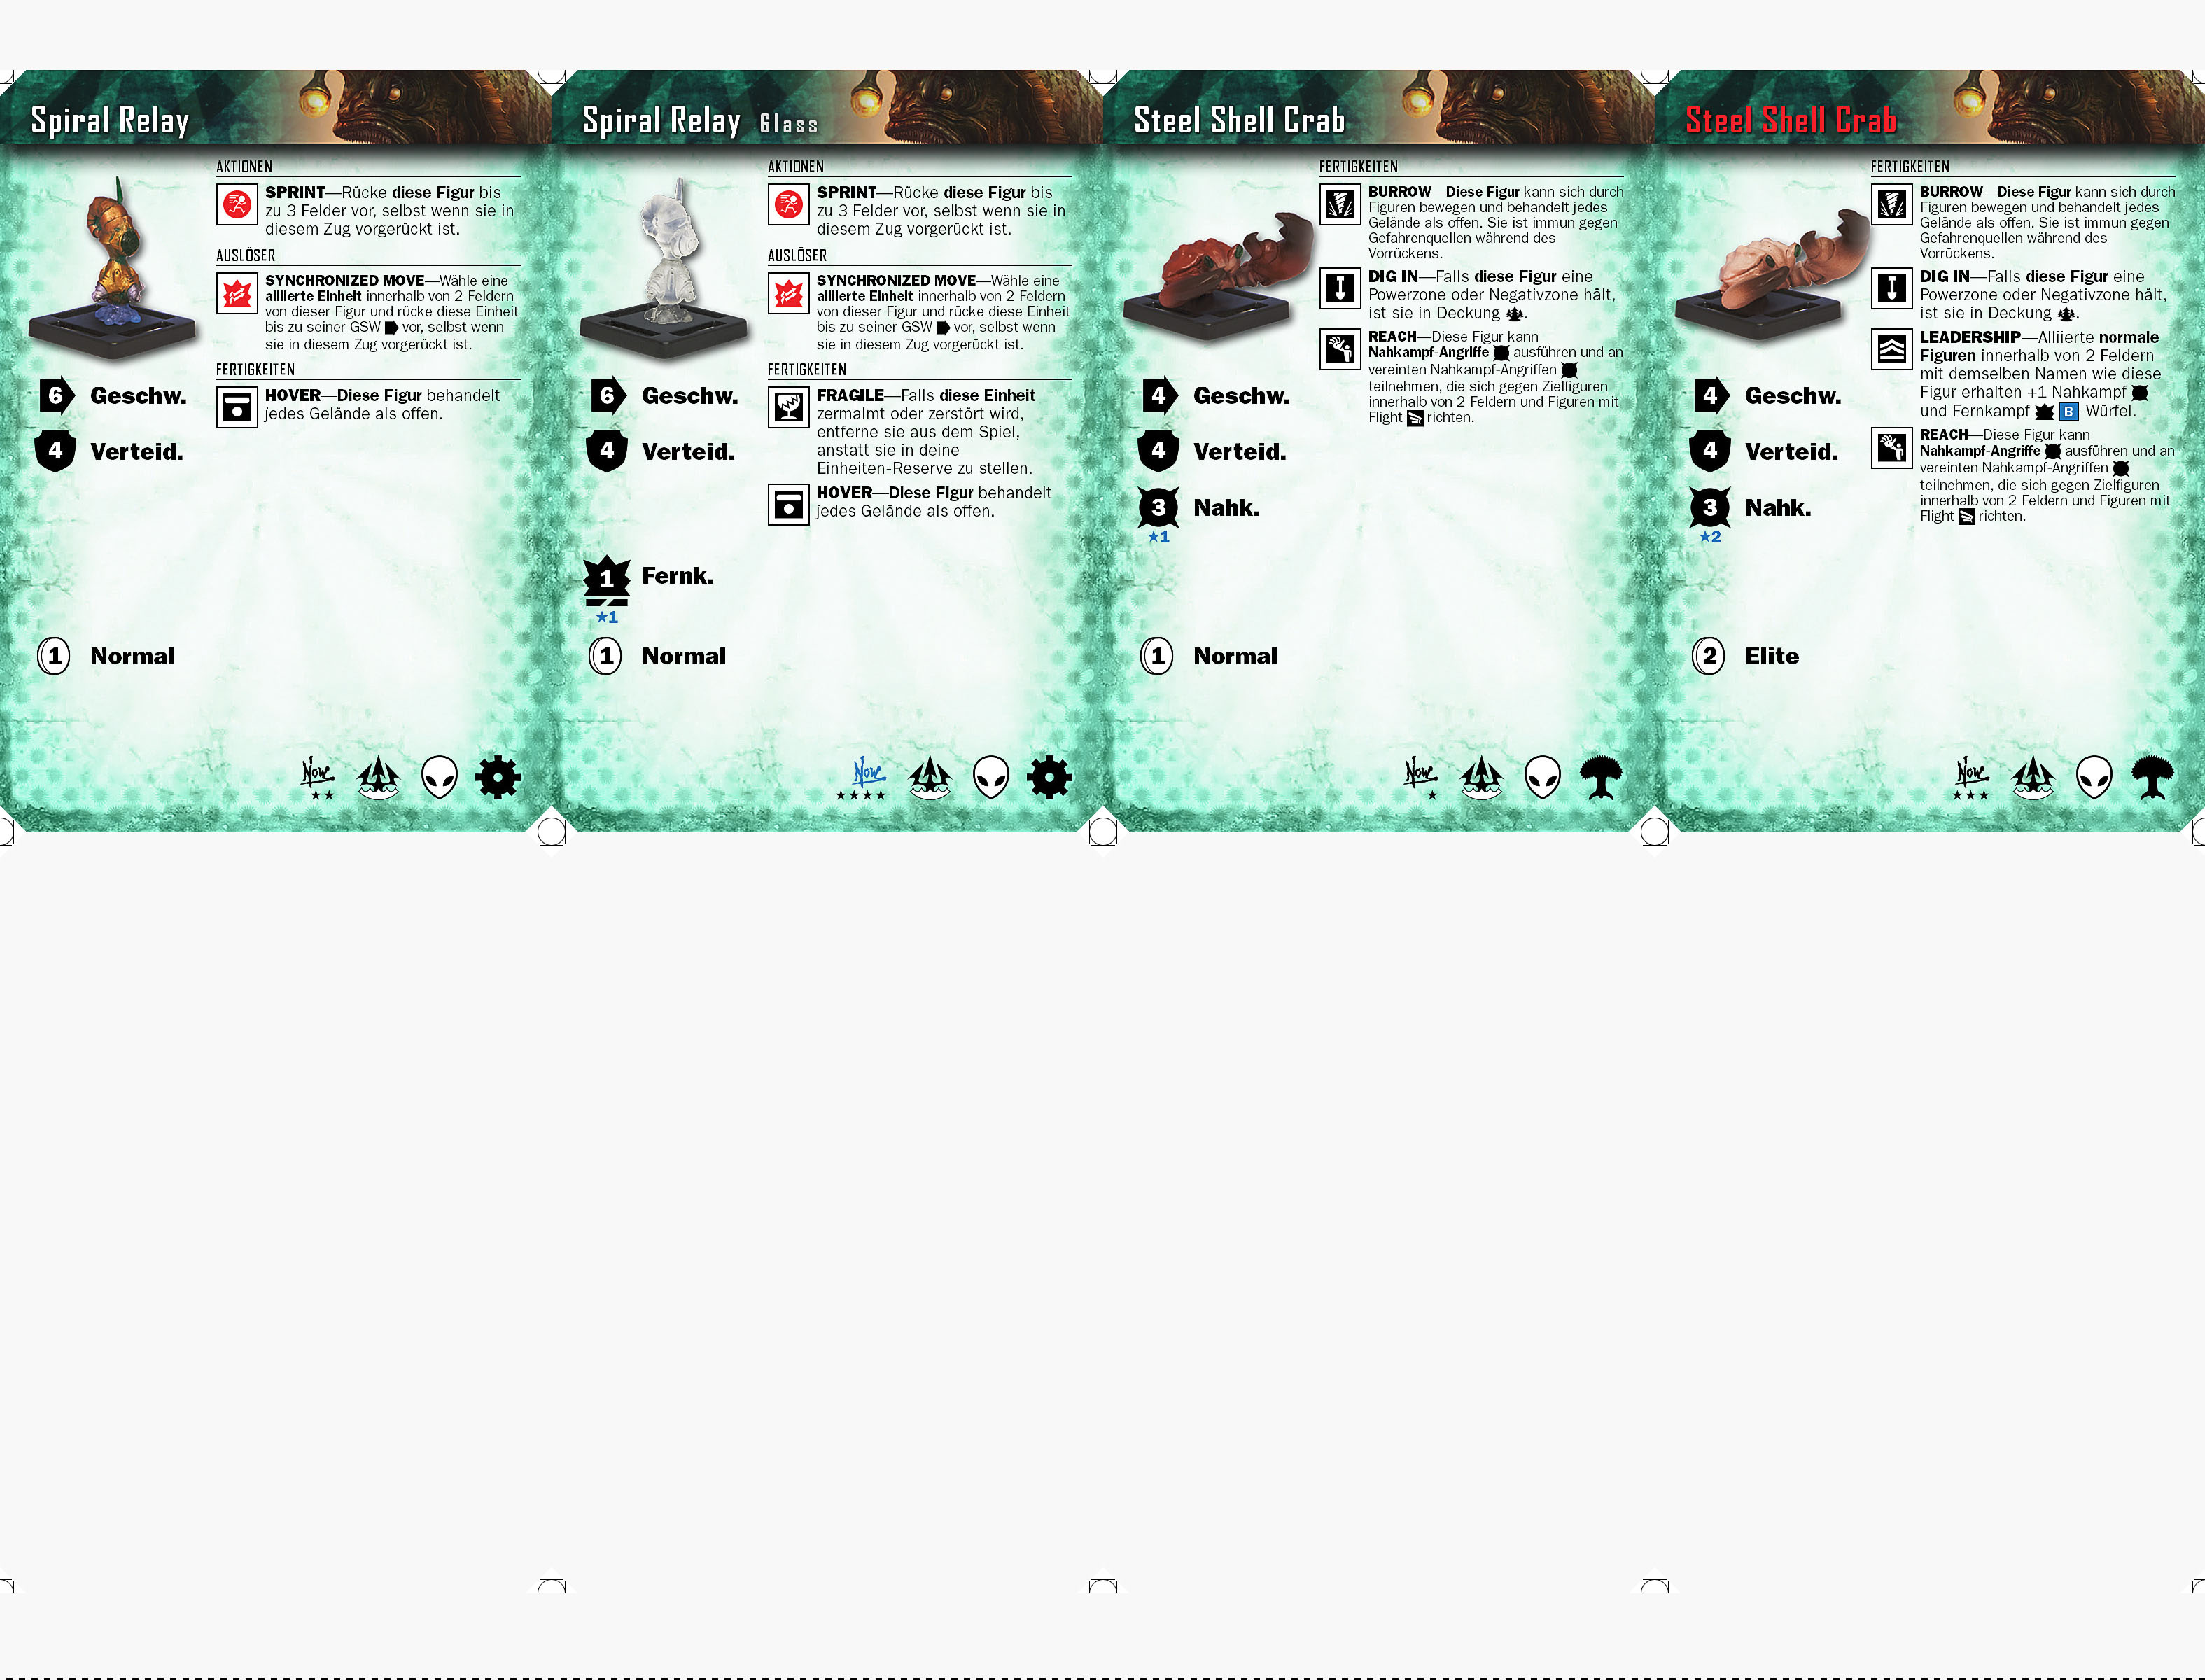 Spiral Relay
AKTIONEN
SPRINT—Rücke diese Figur bis
zu 3 Felder vor, selbst wenn sie in
diesem Zug vorgerückt ist.
AUSLÖSER
SYNCHRONIZED MOVE—Wähle eine
alliierte Einheit innerhalb von 2 Feldern
von dieser Figur und rücke diese Einheit
bis zu seiner GSW vor, selbst wenn
sie in diesem Zug vorgerückt ist.
FERTIGKEITEN
HOVER—Diese Figur behandelt
jedes Gelände als offen.
6 Geschw.
4 Verteid.
1 Normal
Now
★★
Spiral Relay Glass
AKTIONEN
SPRINT—Rücke diese Figur bis
zu 3 Felder vor, selbst wenn sie in
diesem Zug vorgerückt ist.
AUSLÖSER
SYNCHRONIZED MOVE—Wähle eine
alliierte Einheit innerhalb von 2 Feldern
von dieser Figur und rücke diese Einheit
bis zu seiner GSW vor, selbst wenn
sie in diesem Zug vorgerückt ist.
FERTIGKEITEN
FRAGILE—Falls diese Einheit
zermalmt oder zerstört wird,
entferne sie aus dem Spiel,
anstatt sie in deine
Einheiten-Reserve zu stellen.
HOVER—Diese Figur behandelt
jedes Gelände als offen.
6 Geschw.
4 Verteid.
1 Fernk.
★1
1 Normal
Now
★★★★
Steel Shell Crab
FERTIGKEITEN
BURROW—Diese Figur kann sich durch
Figuren bewegen und behandelt jedes
Gelände als offen. Sie ist immun gegen
Gefahrenquellen während des
Vorrückens.
DIG IN—Falls diese Figur eine
Powerzone oder Negativzone hält,
ist sie in Deckung.
REACH—Diese Figur kann
Nahkampf-Angriffe ausführen und an
vereinten Nahkampf-Angriffen
teilnehmen, die sich gegen Zielfiguren
innerhalb von 2 Feldern und Figuren mit
Flight richten.
4 Geschw.
4 Verteid.
3 Nahk.
★1
1 Normal
Now
★
Steel Shell Crab
FERTIGKEITEN
BURROW—Diese Figur kann sich durch
Figuren bewegen und behandelt jedes
Gelände als offen. Sie ist immun gegen
Gefahrenquellen während des
Vorrückens.
DIG IN—Falls diese Figur eine
Powerzone oder Negativzone hält,
ist sie in Deckung.
LEADERSHIP—Alliierte normale
Figuren innerhalb von 2 Feldern
mit demselben Namen wie diese
Figur erhalten +1 Nahkampf
und Fernkampf B-Würfel.
REACH—Diese Figur kann
Nahkampf-Angriffe ausführen und an
vereinten Nahkampf-Angriffen
teilnehmen, die sich gegen Zielfiguren
innerhalb von 2 Feldern und Figuren mit
Flight richten.
4 Geschw.
4 Verteid.
3 Nahk.
★2
2 Elite
Now
★★★